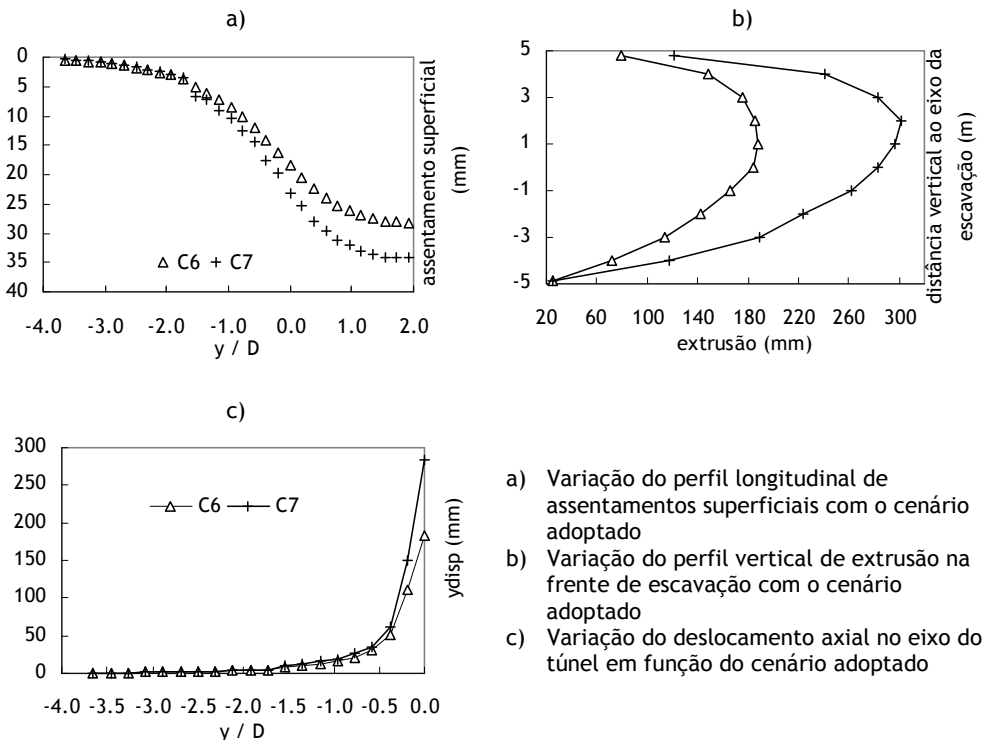 a)
0
5
10
15
20
25
30
35
40
-4.0 -3.0 -2.0 -1.0 0.0 1.0 2.0
y / D
assentamento superficial
(mm)
C6 C7
b)
5
3
1
-1
-3
-5
20 60 100 140 180 220 260 300
extrusão (mm)
distância vertical ao eixo da
escavação (m)
c)
300
250
200
150
100
50
0
-4.0 -3.5 -3.0 -2.5 -2.0 -1.5 -1.0 -0.5 0.0
y / D
ydisp (mm)
C6 C7
a) Variação do perfil longitudinal de
assentamentos superficiais com o cenário
adoptado
b) Variação do perfil vertical de extrusão na
frente de escavação com o cenário
adoptado
c) Variação do deslocamento axial no eixo do
túnel em função do cenário adoptado